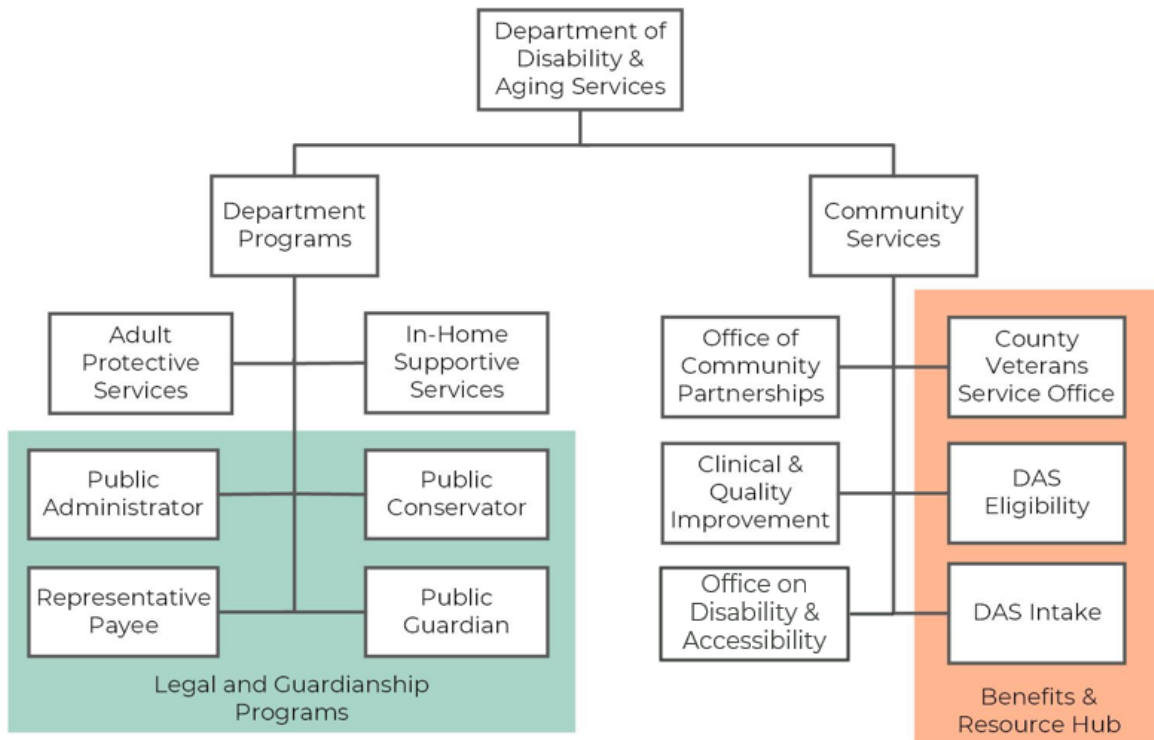 Department of
Disability &
Aging Services
Department
Programs
Community
Services
Adult
Protective
Services
In-Home
Supportive
Services
Office of
Community
Partnerships
County
Veterans
Service Office
Public
Administrator
Public
Conservator
Clinical &
Quality
Improvement
DAS
Eligibility
Representative
Payee
Public
Guardian
Office on
Disability &
Accessibility
DAS Intake
Legal and Guardianship
Programs
Benefits &
Resource Hub